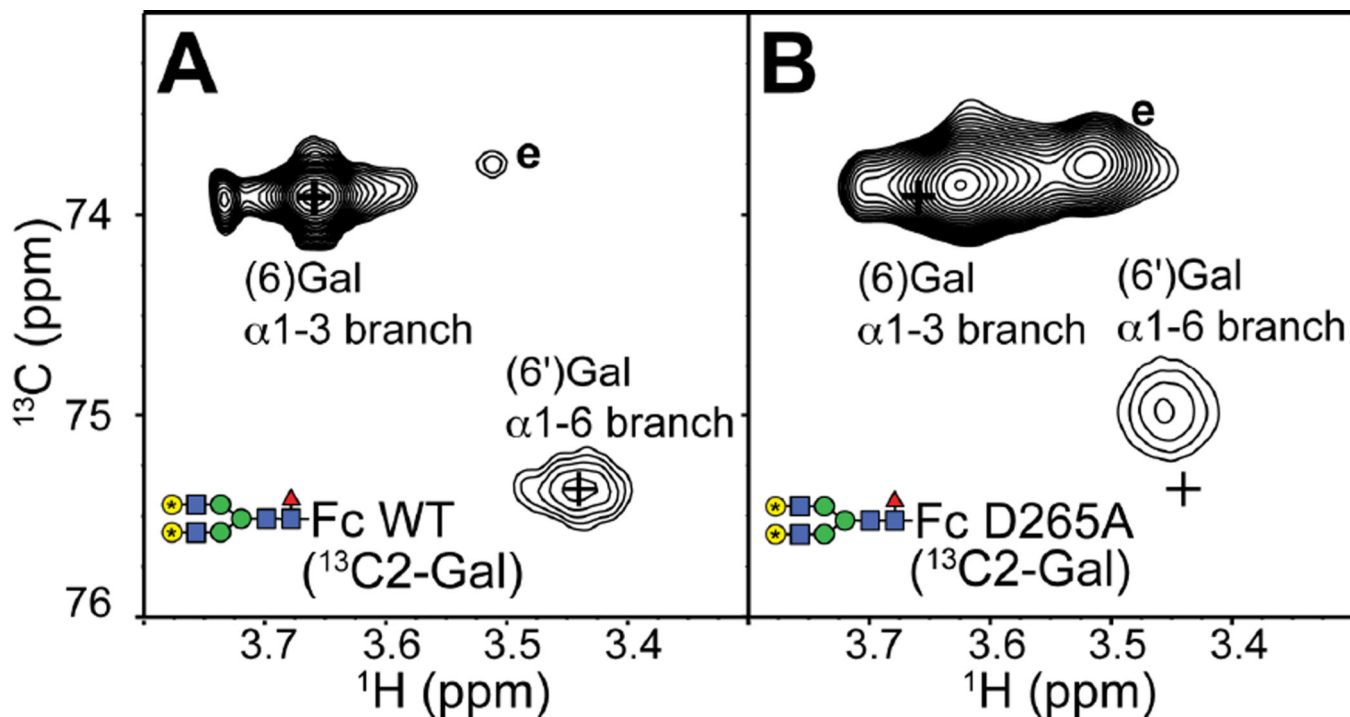 A
B
e
e
(6)Gal
α1-3 branch
(6')Gal
α1-6 branch
(6)Gal
α1-3 branch
(6')Gal
α1-6 branch
Fc WT
(¹³C2-Gal)
Fc D265A
(¹³C2-Gal)
¹³C (ppm)
74
75
76
3.7
3.6
3.5
3.4
3.7
3.6
3.5
3.4
¹H (ppm)
¹H (ppm)